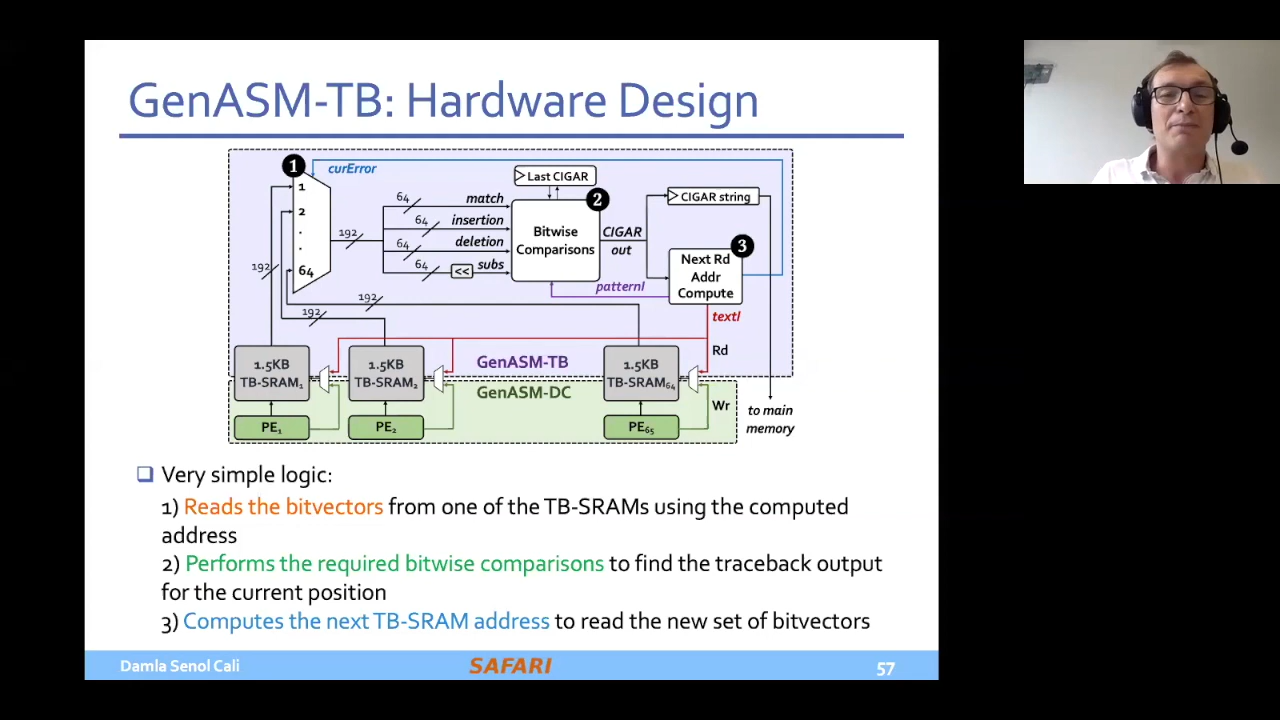 GenASM-TB: Hardware Design
1
curError
1
2
.
.
64
192
192
192
192
64
match
64
insertion
64
deletion
64
<<
subs
Last CIGAR
2
Bitwise
Comparisons
CIGAR
out
CIGAR string
3
Next Rd
Addr
Compute
patternI
textI
Rd
1.5KB
TB-SRAM1
1.5KB
TB-SRAM2
1.5KB
TB-SRAM64
GenASM-TB
GenASM-DC
Wr
to main
memory
PE1
PE2
PE65
❑ Very simple logic:
1) Reads the bitvectors from one of the TB-SRAMs using the computed
address
2) Performs the required bitwise comparisons to find the traceback output
for the current position
3) Computes the next TB-SRAM address to read the new set of bitvectors
Damla Senol Cali
SAFARI
57